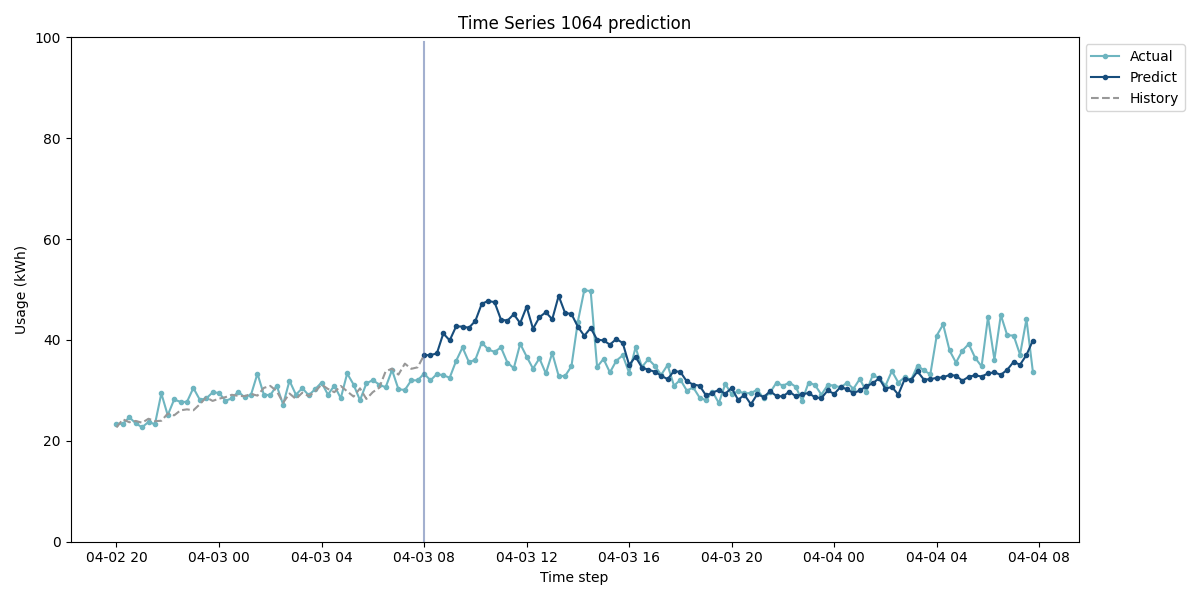 Time Series 1064 prediction
100
80
60
40
20
0
Usage (kWh)
04-02 20
04-03 00
04-03 04
04-03 08
04-03 12
04-03 16
04-03 20
04-04 00
04-04 04
04-04 08
Time step
Actual
Predict
History